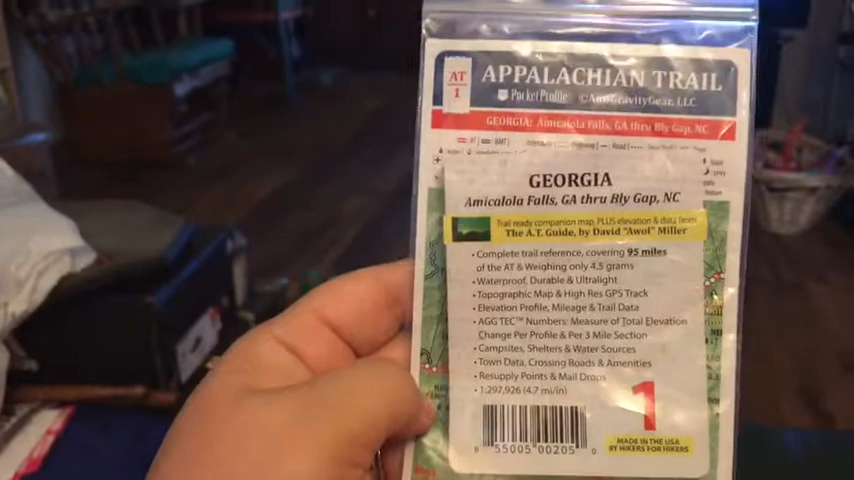 AT
1
APPALACHIAN TRAIL
PocketProfile ©AntiGravityGear, LLC
GEORGIA: Amicalola Falls, GA thru Bly Gap, NC
GEORGIA
Amicalola Falls, GA thru Bly Gap, NC
Trail ready companion map, PLUS elevation & data from
The A.T. Guide, by David "Awol" Miller
• Complete trail reference, covering 95 miles
of the AT & Weighing only 4.5 grams
• Waterproof, Durable & Ultralight
• Topographic Map & High Res GPS Track
• Elevation Profile, Mileage & Trail Data
• AGG TEC™ Numbers: Measure of Total Elevation
Change Per Profile & Per 3 Mile Section
• Campsites, Shelters & Water Sources
• Town Data, Crossing Roads & Amenities
• Resupply Points & Mail Drops
• 1:297,926 (4.7 mi/in)
1
55005 00205
MADE IN THE USA
BY HIKERS FOR HIKERS